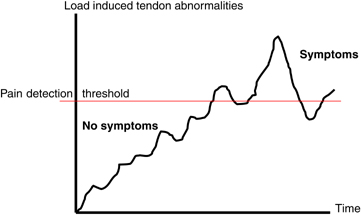 Load induced tendon abnormalities
Symptoms
Pain detection threshold
No symptoms
Time